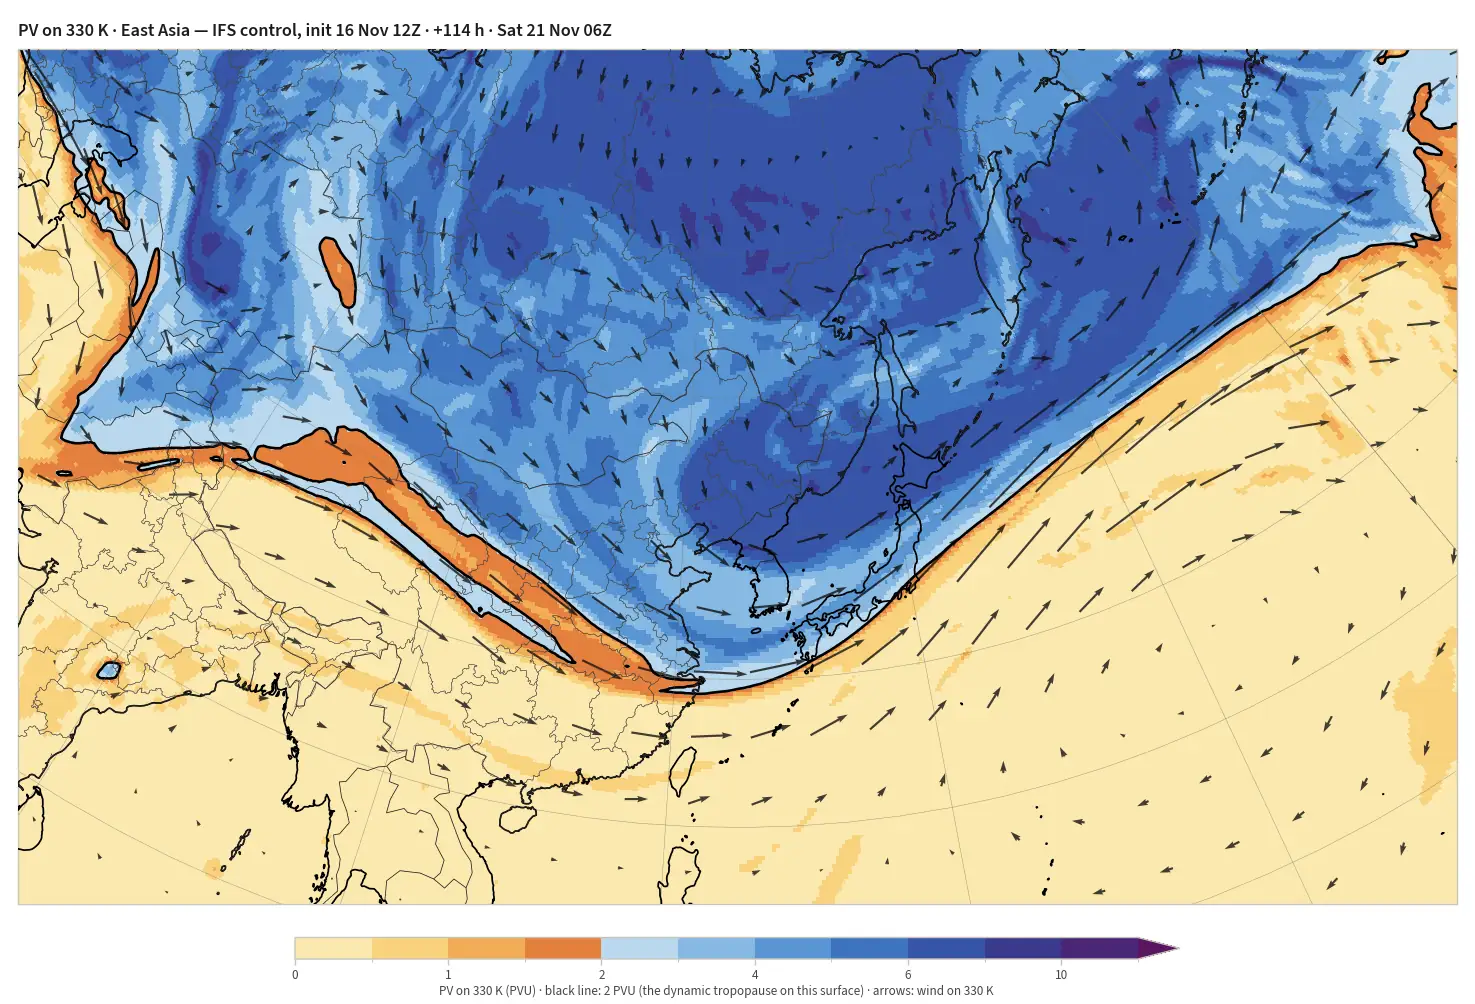 PV on 330 K · East Asia — IFS control, init 16 Nov 12Z · +114 h · Sat 21 Nov 06Z
0 1 2 4 6 10
PV on 330 K (PVU) · black line: 2 PVU (the dynamic tropopause on this surface) · arrows: wind on 330 K